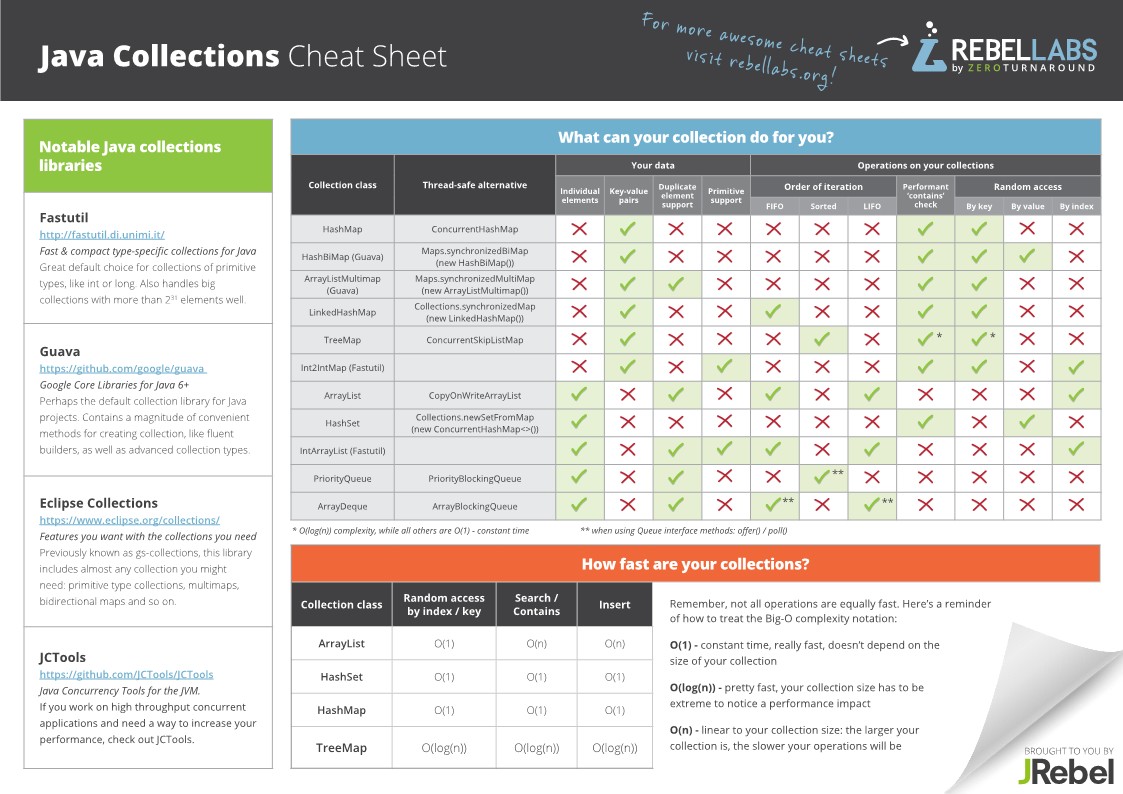 Java Collections Cheat Sheet
For more awesome cheat sheets
visit rebellabs.org!
REBELLABS
by ZEROTURNAROUND
Notable Java collections
libraries
Fastutil
http://fastutil.di.unimi.it/
Fast & compact type-specific collections for Java
Great default choice for collections of primitive
types, like int or long. Also handles big
collections with more than 2³¹ elements well.
Guava
https://github.com/google/guava
Google Core Libraries for Java 6+
Perhaps the default collection library for Java
projects. Contains a magnitude of convenient
methods for creating collection, like fluent
builders, as well as advanced collection types.
Eclipse Collections
https://www.eclipse.org/collections/
Features you want with the collections you need
Previously known as gs-collections, this library
includes almost any collection you might
need: primitive type collections, multimaps,
bidirectional maps and so on.
JCTools
https://github.com/JCTools/JCTools
Java Concurrency Tools for the JVM.
If you work on high throughput concurrent
applications and need a way to increase your
performance, check out JCTools.
What can your collection do for you?
Collection class Thread-safe alternative Your data Operations on your collections
Individual elements Key-value pairs Duplicate element support Primitive support Order of iteration Performant 'contains' check Random access
FIFO Sorted LIFO By key By value By index
HashMap ConcurrentHashMap ✗ ✓ ✗ ✗ ✗ ✗ ✗ ✓ ✓ ✗ ✗
HashBiMap (Guava) Maps.synchronizedBiMap (new HashBiMap()) ✗ ✓ ✗ ✗ ✗ ✗ ✗ ✓ ✓ ✓ ✗
ArrayListMultimap (Guava) Maps.synchronizedMultiMap (new ArrayListMultimap()) ✗ ✓ ✓ ✗ ✗ ✗ ✗ ✓ ✓ ✗ ✗
LinkedHashMap Collections.synchronizedMap (new LinkedHashMap()) ✗ ✓ ✗ ✗ ✓ ✗ ✗ ✓ ✓ ✗ ✗
TreeMap ConcurrentSkipListMap ✗ ✓ ✗ ✗ ✗ ✓ ✗ ✓* ✓* ✗ ✗
Int2IntMap (Fastutil) ✗ ✓ ✗ ✓ ✗ ✗ ✗ ✓ ✓ ✗ ✓
ArrayList CopyOnWriteArrayList ✓ ✗ ✓ ✗ ✓ ✗ ✓ ✗ ✗ ✗ ✓
HashSet Collections.newSetFromMap (new ConcurrentHashMap<>()) ✓ ✗ ✗ ✗ ✗ ✗ ✗ ✓ ✗ ✓ ✗
IntArrayList (Fastutil) ✓ ✗ ✓ ✓ ✓ ✗ ✓ ✗ ✗ ✗ ✓
PriorityQueue PriorityBlockingQueue ✓ ✗ ✓ ✗ ✗ ✓** ✗ ✗ ✗ ✗ ✗
ArrayDeque ArrayBlockingQueue ✓ ✗ ✓ ✗ ✓** ✗ ✓** ✗ ✗ ✗ ✗
* O(log(n)) complexity, while all others are O(1) - constant time ** when using Queue interface methods: offer() / poll()
How fast are your collections?
Collection class Random access by index / key Search / Contains Insert
ArrayList O(1) O(n) O(n)
HashSet O(1) O(1) O(1)
HashMap O(1) O(1) O(1)
TreeMap O(log(n)) O(log(n)) O(log(n))
Remember, not all operations are equally fast. Here's a reminder
of how to treat the Big-O complexity notation:
O(1) - constant time, really fast, doesn't depend on the
size of your collection
O(log(n)) - pretty fast, your collection size has to be
extreme to notice a performance impact
O(n) - linear to your collection size: the larger your
collection is, the slower your operations will be
BROUGHT TO YOU BY
JRebel